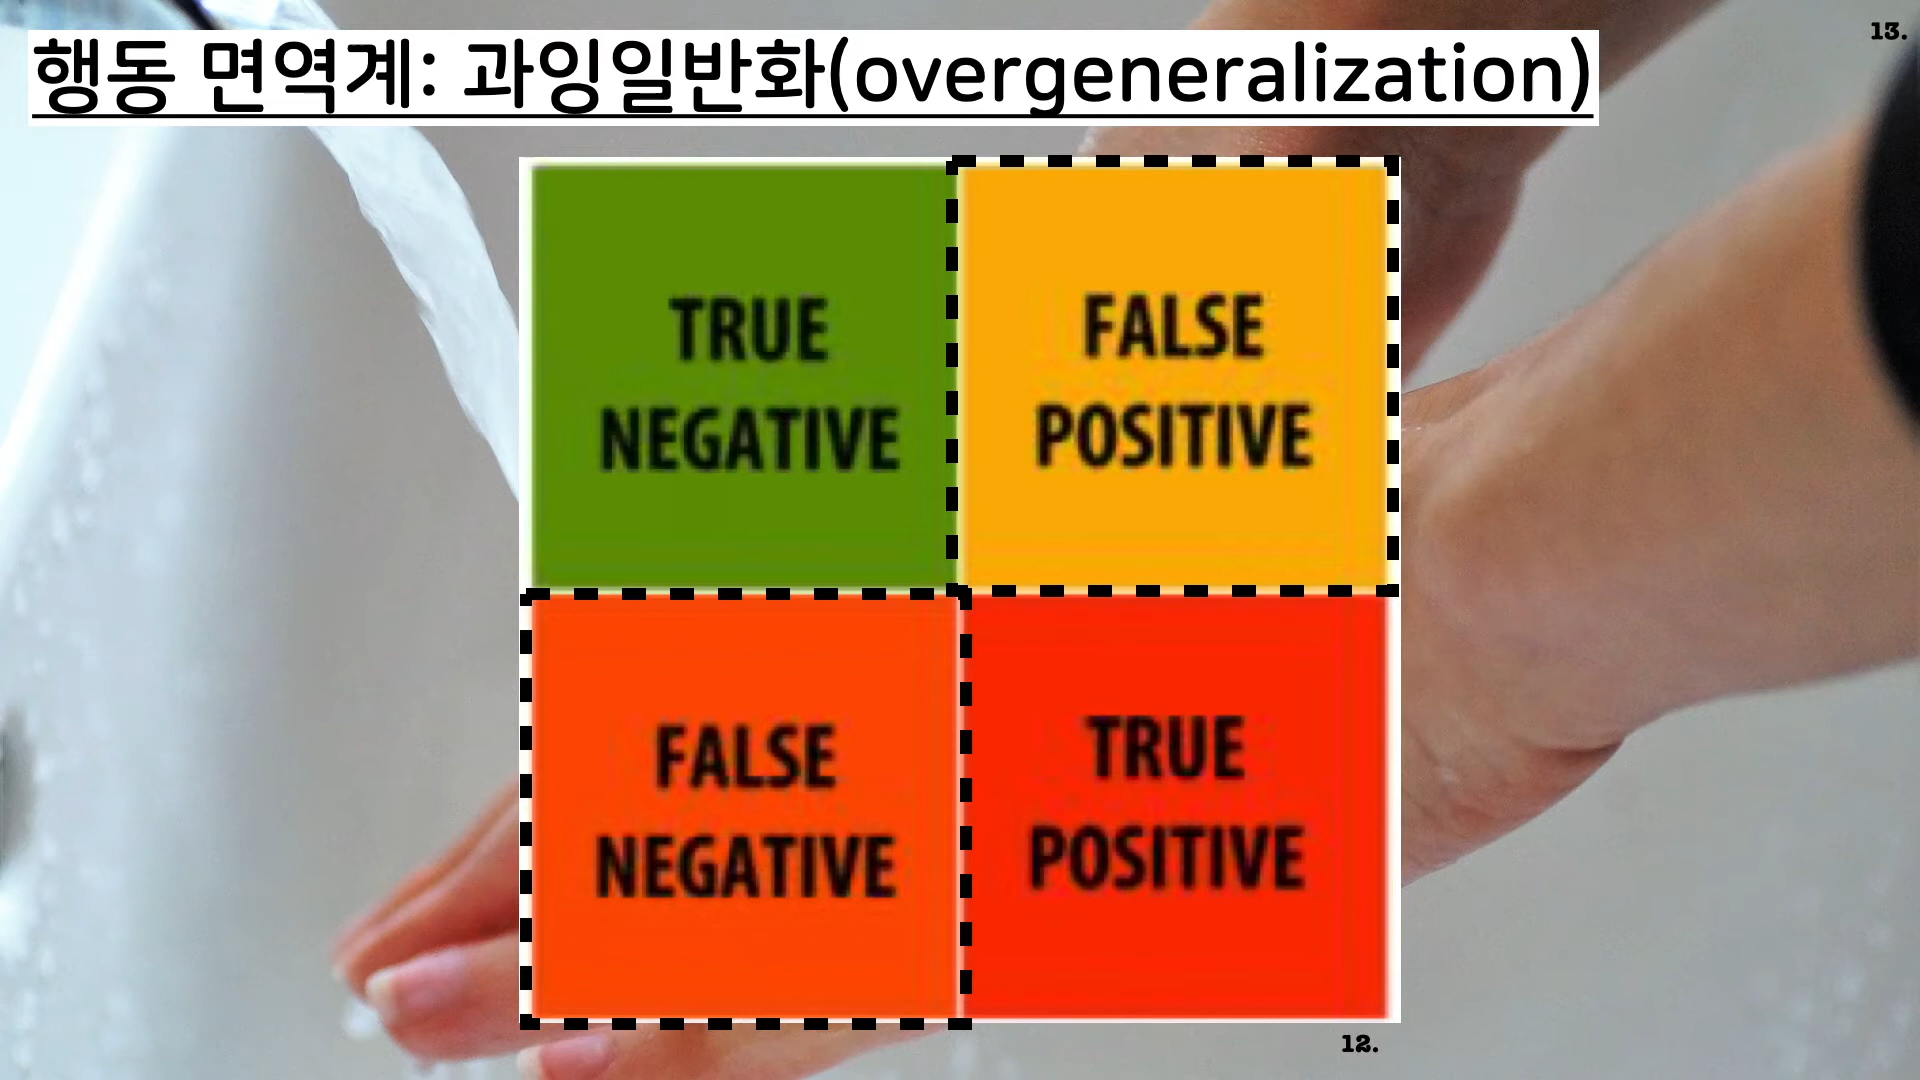 13.
행동 면역계: 과잉일반화(overgeneralization)
TRUE
NEGATIVE
FALSE
POSITIVE
FALSE
NEGATIVE
TRUE
POSITIVE
12.